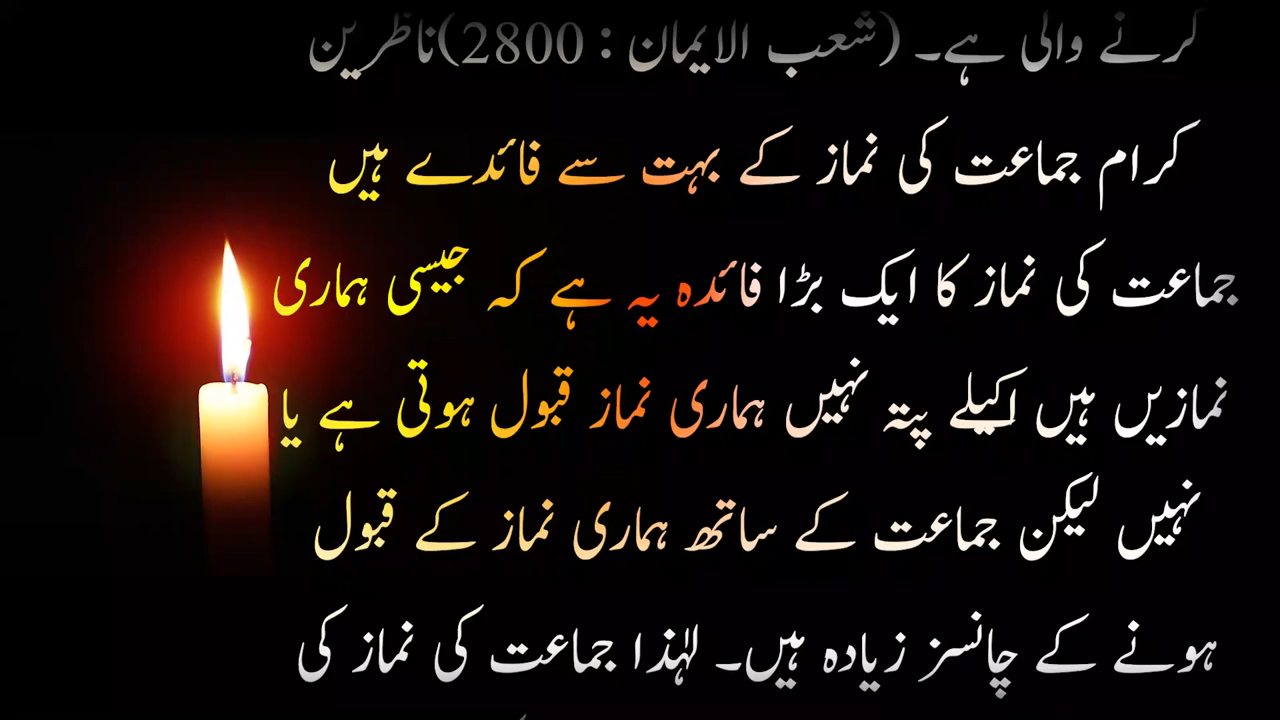 کرنے والی ہے۔ (شعب الایمان : 2800)ناظرین
کرام جماعت کی نماز کے بہت سے فائدے ہیں
جماعت کی نماز کا ایک بڑا فائدہ یہ ہے کہ جیسی ہماری
نمازیں ہیں اکیلے پتہ نہیں ہماری نماز قبول ہوتی ہے یا
نہیں لیکن جماعت کے ساتھ ہماری نماز کے قبول
ہونے کے چانسز زیادہ ہیں۔ لہٰذا جماعت کی نماز کی